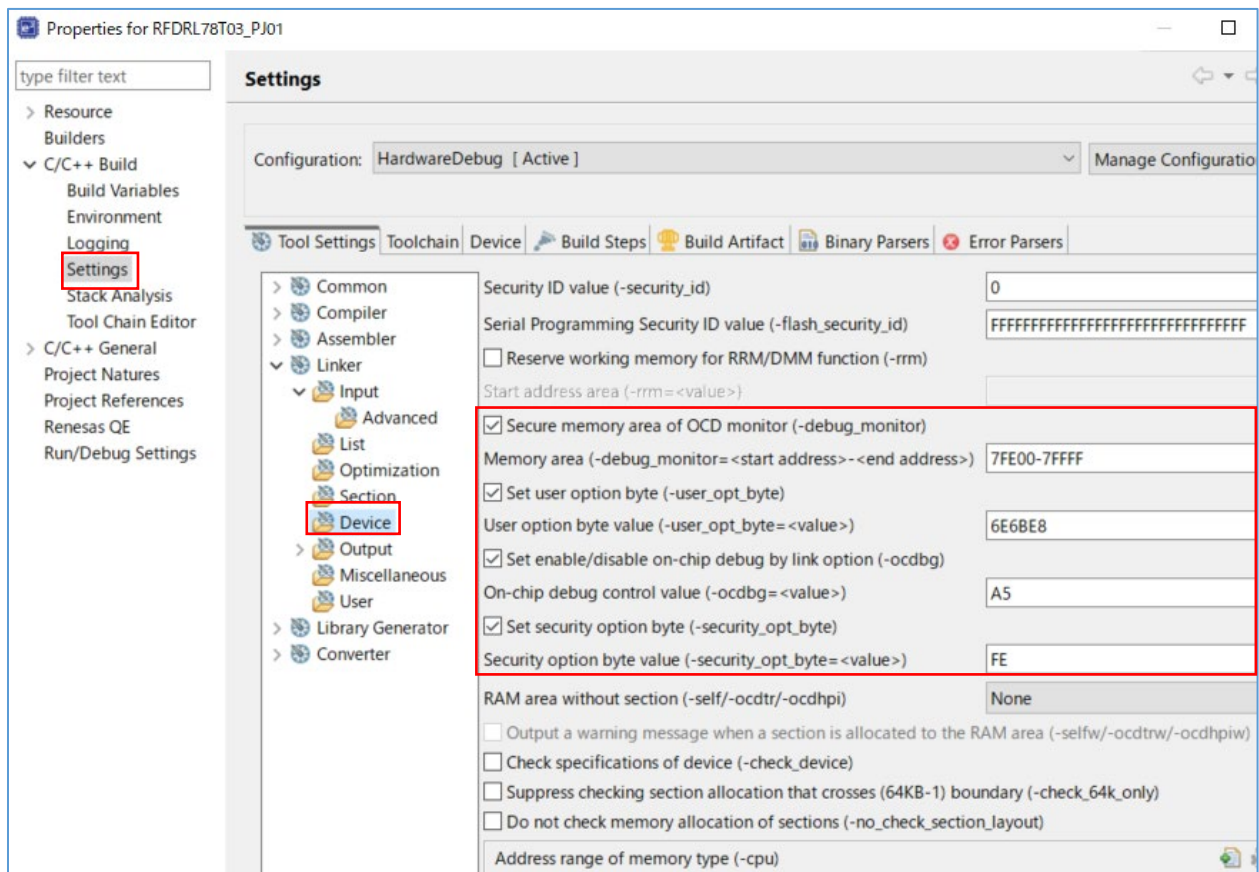 Properties for RFDRL78T03_PJ01
type filter text
Resource
Builders
C/C++ Build
Build Variables
Environment
Logging
Settings
Stack Analysis
Tool Chain Editor
C/C++ General
Project Natures
Project References
Renesas QE
Run/Debug Settings
Settings
Configuration: HardwareDebug [ Active ] Manage Configuratio
Tool Settings Toolchain Device Build Steps Build Artifact Binary Parsers Error Parsers
Common
Compiler
Assembler
Linker
Input
Advanced
List
Optimization
Section
Device
Output
Miscellaneous
User
Library Generator
Converter
Security ID value (-security_id) 0
Serial Programming Security ID value (-flash_security_id) FFFFFFFFFFFFFFFFFFFFFFFFFFFFFFFF
Reserve working memory for RRM/DMM function (-rrm)
Start address area (-rrm=<value>)
Secure memory area of OCD monitor (-debug_monitor)
Memory area (-debug_monitor=<start address>-<end address>) 7FE00-7FFFF
Set user option byte (-user_opt_byte)
User option byte value (-user_opt_byte=<value>) 6E6BE8
Set enable/disable on-chip debug by link option (-ocdbg)
On-chip debug control value (-ocdbg=<value>) A5
Set security option byte (-security_opt_byte)
Security option byte value (-security_opt_byte=<value>) FE
RAM area without section (-self/-ocdtr/-ocdhpi) None
Output a warning message when a section is allocated to the RAM area (-selfw/-ocdtrw/-ocdhpiw)
Check specifications of device (-check_device)
Suppress checking section allocation that crosses (64KB-1) boundary (-check_64k_only)
Do not check memory allocation of sections (-no_check_section_layout)
Address range of memory type (-cpu)